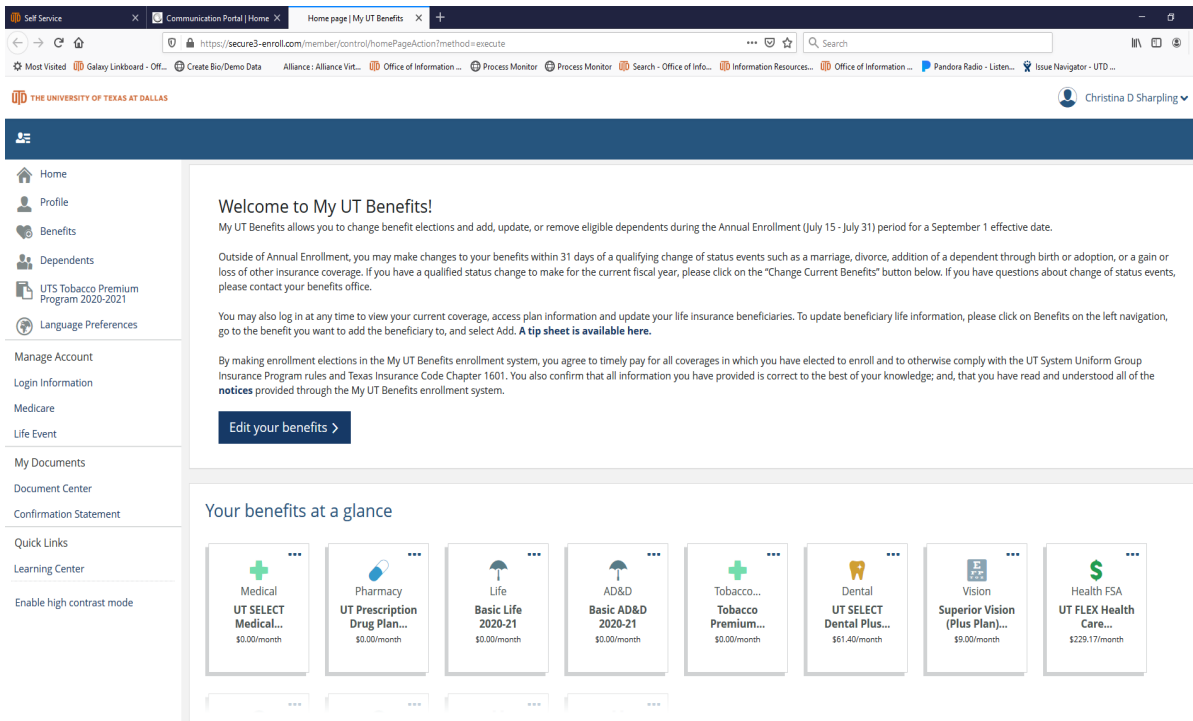 Self Service
Communication Portal | Home
Home page | My UT Benefits
https://secure3-enroll.com/member/control/homePageAction?method=execute
Search
Most Visited
Galaxy Linkboard - Off...
Create Bio/Demo Data
Alliance : Alliance Virt...
Office of Information ...
Process Monitor
Process Monitor
Search - Office of Info...
Information Resources...
Office of Information ...
Pandora Radio - Listen...
Issue Navigator - UTD ...
UTD THE UNIVERSITY OF TEXAS AT DALLAS
Christina D Sharpling
Home
Profile
Benefits
Dependents
UTS Tobacco Premium
Program 2020-2021
Language Preferences
Manage Account
Login Information
Medicare
Life Event
My Documents
Document Center
Confirmation Statement
Quick Links
Learning Center
Enable high contrast mode
Welcome to My UT Benefits!
My UT Benefits allows you to change benefit elections and add, update, or remove eligible dependents during the Annual Enrollment (July 15 - July 31) period for a September 1 effective date.
Outside of Annual Enrollment, you may make changes to your benefits within 31 days of a qualifying change of status events such as a marriage, divorce, addition of a dependent through birth or adoption, or a gain or
loss of other insurance coverage. If you have a qualified status change to make for the current fiscal year, please click on the “Change Current Benefits” button below. If you have questions about change of status events,
please contact your benefits office.
You may also log in at any time to view your current coverage, access plan information and update your life insurance beneficiaries. To update beneficiary life information, please click on Benefits on the left navigation,
go to the benefit you want to add the beneficiary to, and select Add. A tip sheet is available here.
By making enrollment elections in the My UT Benefits enrollment system, you agree to timely pay for all coverages in which you have elected to enroll and to otherwise comply with the UT System Uniform Group
Insurance Program rules and Texas Insurance Code Chapter 1601. You also confirm that all information you have provided is correct to the best of your knowledge; and, that you have read and understood all of the
notices provided through the My UT Benefits enrollment system.
Edit your benefits
Your benefits at a glance
Medical
UT SELECT
Medical...
$0.00/month
Pharmacy
UT Prescription
Drug Plan...
$0.00/month
Life
Basic Life
2020-21
$0.00/month
AD&D
Basic AD&D
2020-21
$0.00/month
Tobacco...
Tobacco
Premium...
$0.00/month
Dental
UT SELECT
Dental Plus...
$61.40/month
Vision
Superior Vision
(Plus Plan)...
$9.00/month
Health FSA
UT FLEX Health
Care...
$229.17/month